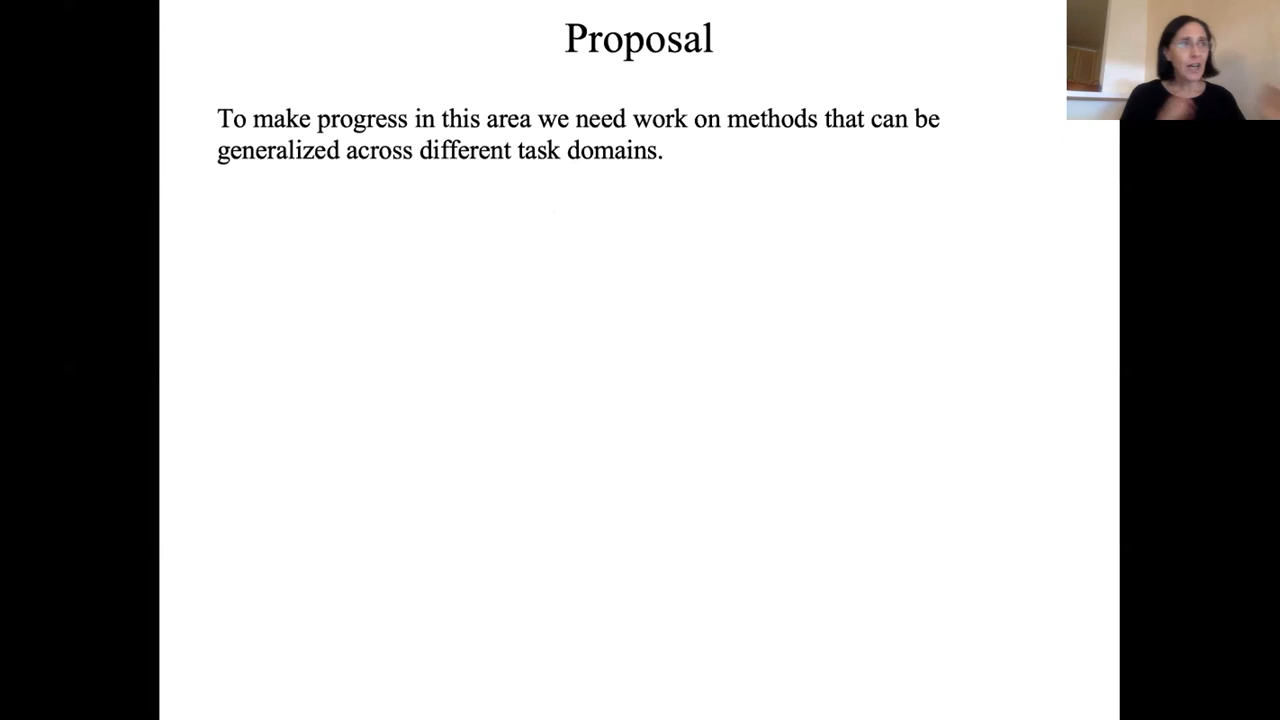 Proposal
To make progress in this area we need work on methods that can be
generalized across different task domains.